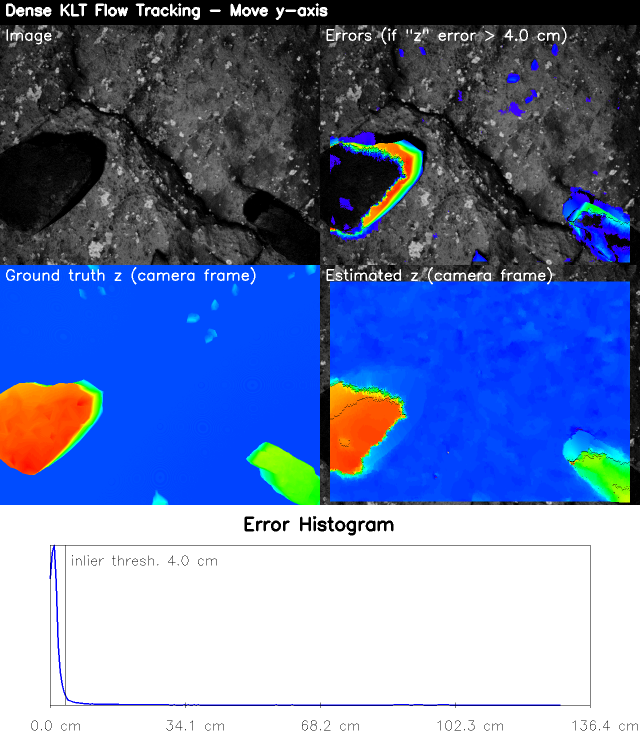 Dense KLT Flow Tracking - Move y-axis
Image
Errors (if "z" error > 4.0 cm)
Ground truth z (camera frame)
Estimated z (camera frame)
Error Histogram
inlier thresh. 4.0 cm
0.0 cm 34.1 cm 68.2 cm 102.3 cm 136.4 cm